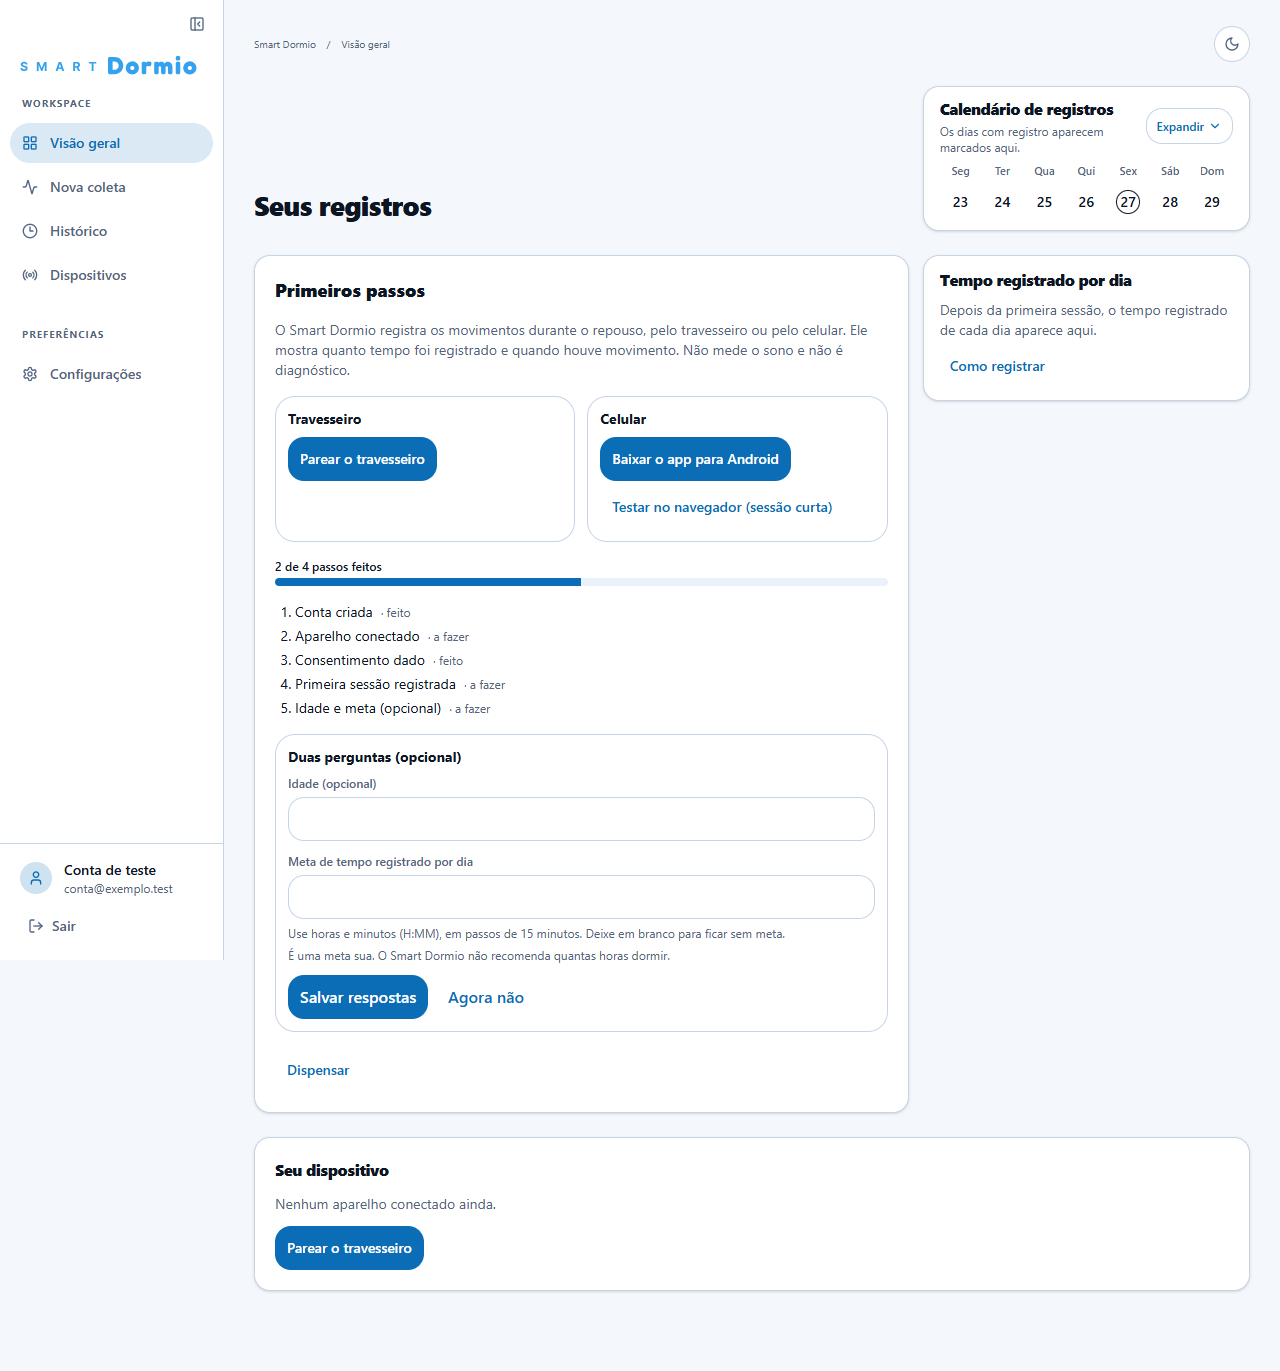 SMART Dormio
WORKSPACE
Visão geral
Nova coleta
Histórico
Dispositivos
PREFERÊNCIAS
Configurações
Conta de teste
conta@exemplo.test
Sair
Smart Dormio / Visão geral
Seus registros
Calendário de registros
Os dias com registro aparecem
marcados aqui.
Expandir
Seg Ter Qua Qui Sex Sáb Dom
23 24 25 26 27 28 29
Primeiros passos
O Smart Dormio registra os movimentos durante o repouso, pelo travesseiro ou pelo celular. Ele
mostra quanto tempo foi registrado e quando houve movimento. Não mede o sono e não é
diagnóstico.
Travesseiro
Parear o travesseiro
Celular
Baixar o app para Android
Testar no navegador (sessão curta)
2 de 4 passos feitos
1. Conta criada · feito
2. Aparelho conectado · a fazer
3. Consentimento dado · feito
4. Primeira sessão registrada · a fazer
5. Idade e meta (opcional) · a fazer
Duas perguntas (opcional)
Idade (opcional)
Meta de tempo registrado por dia
Use horas e minutos (H:MM), em passos de 15 minutos. Deixe em branco para ficar sem meta.
É uma meta sua. O Smart Dormio não recomenda quantas horas dormir.
Salvar respostas
Agora não
Dispensar
Tempo registrado por dia
Depois da primeira sessão, o tempo registrado
de cada dia aparece aqui.
Como registrar
Seu dispositivo
Nenhum aparelho conectado ainda.
Parear o travesseiro